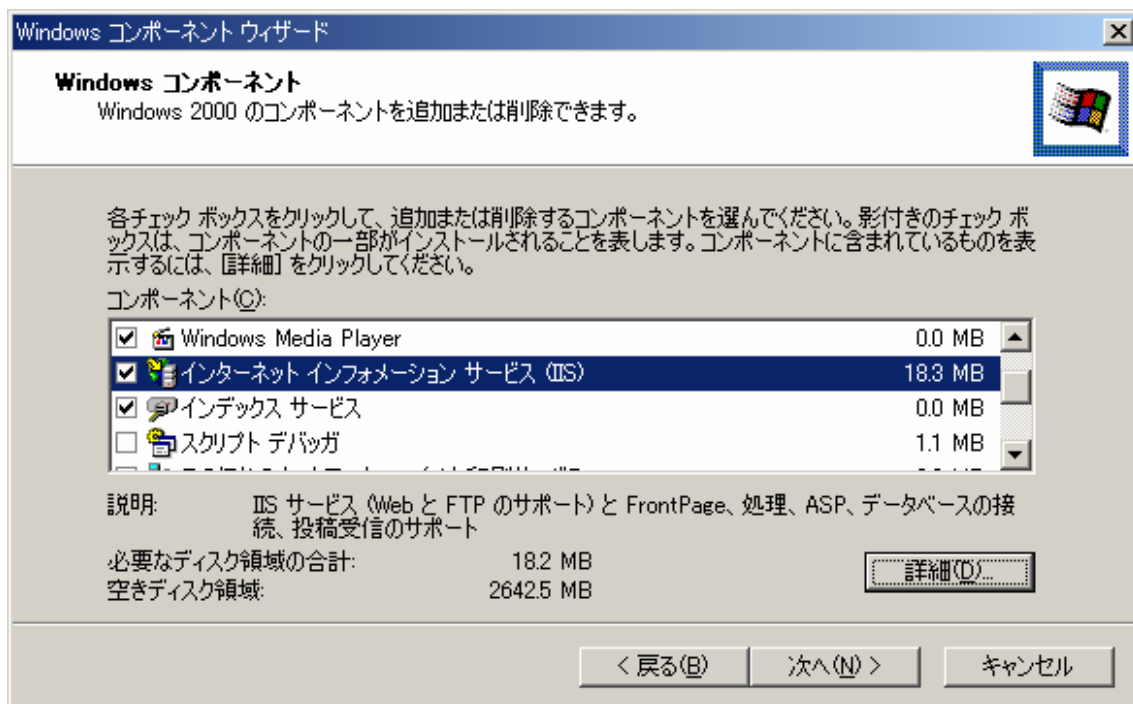 Windows コンポーネント ウィザード
Windows コンポーネント
Windows 2000 のコンポーネントを追加または削除できます。
各チェック ボックスをクリックして、追加または削除するコンポーネントを選んでください。影付きのチェック ボ
ックスは、コンポーネントの一部がインストールされることを表します。コンポーネントに含まれているものを表
示するには、[詳細] をクリックしてください。
コンポーネント(C):
Windows Media Player 0.0 MB
インターネット インフォメーション サービス (IIS) 18.3 MB
インデックス サービス 0.0 MB
スクリプト デバッガ 1.1 MB
説明: IIS サービス (Web と FTP のサポート) と FrontPage、処理、ASP、データベースの接
続、投稿受信のサポート
必要なディスク領域の合計: 18.2 MB
空きディスク領域: 2642.5 MB
詳細(D)...
< 戻る(B) 次へ(N) > キャンセル